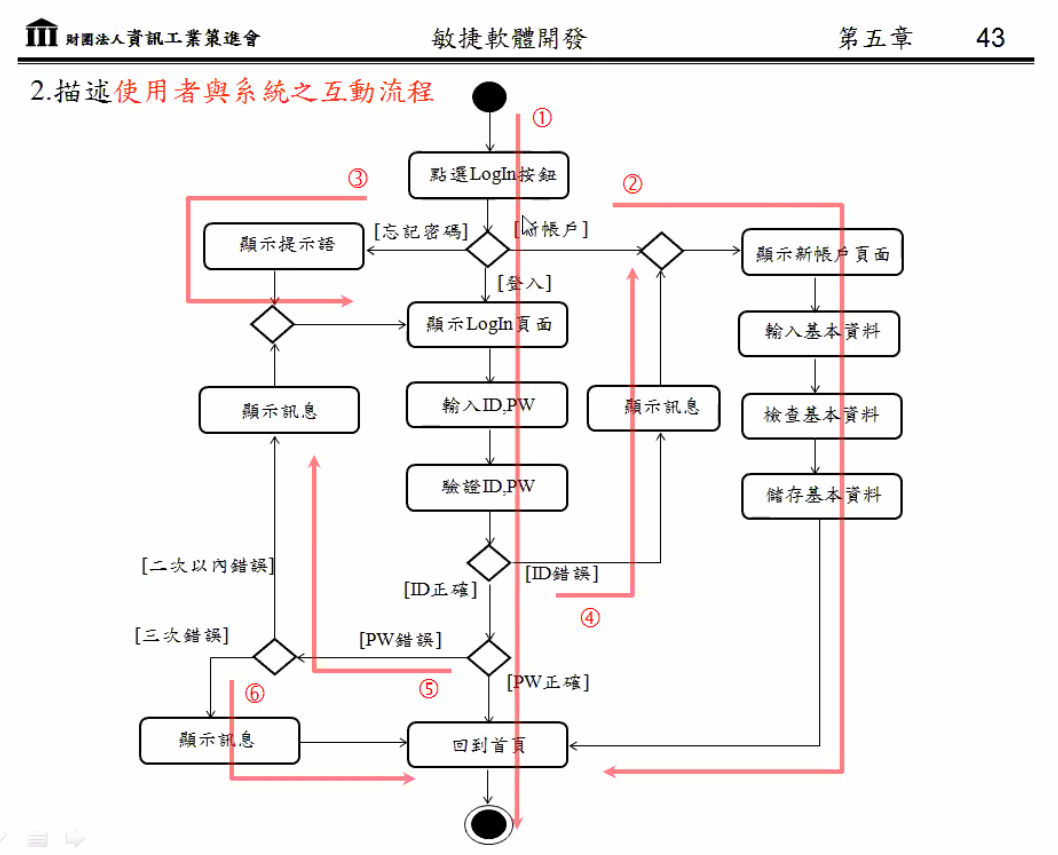 財團法人資訊工業策進會 敏捷軟體開發 第五章 43
2.描述使用者與系統之互動流程
①
點選LogIn按鈕
③
②
[忘記密碼]
[新帳戶]
顯示提示語
顯示新帳戶頁面
[登入]
顯示LogIn頁面
輸入基本資料
顯示訊息
輸入ID,PW
顯示訊息
檢查基本資料
驗證ID,PW
儲存基本資料
[二次以內錯誤]
[ID錯誤]
[ID正確]
④
[三次錯誤]
[PW錯誤]
⑤
[PW正確]
⑥
顯示訊息
回到首頁